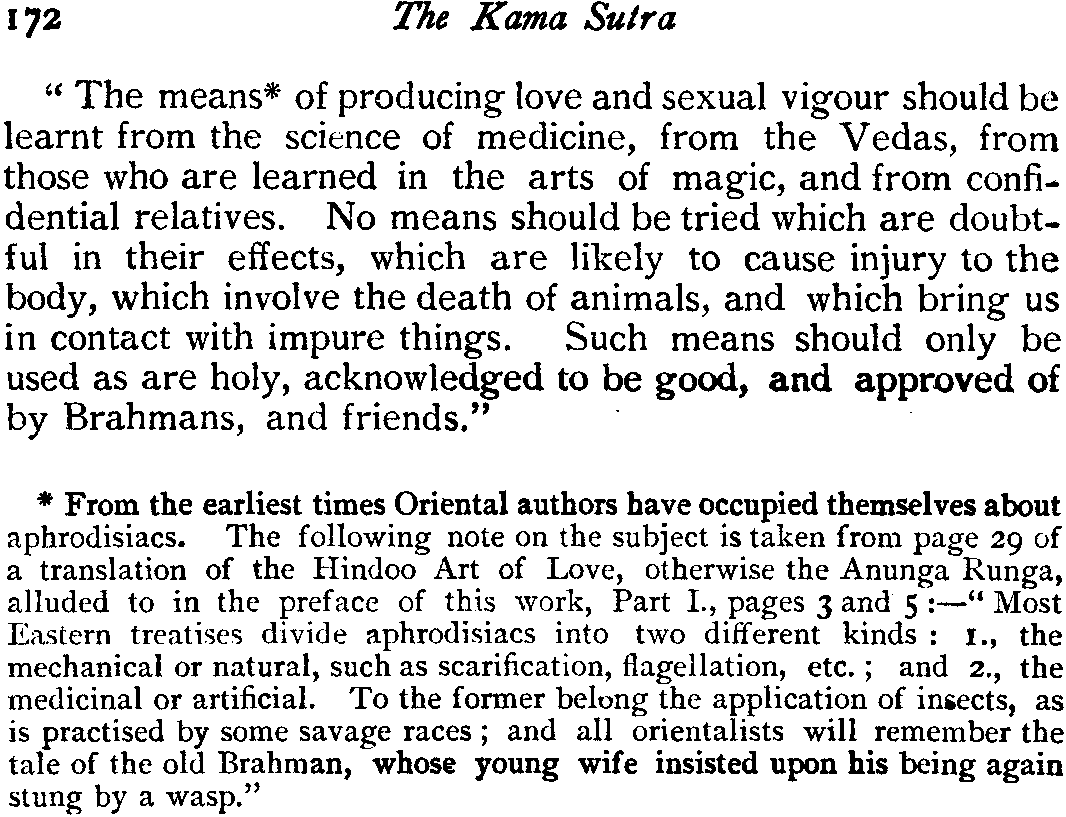 172 The Kama Sutra
“ The means* of producing love and sexual vigour should be
learnt from the science of medicine, from the Vedas, from
those who are learned in the arts of magic, and from confi-
dential relatives. No means should be tried which are doubt-
ful in their effects, which are likely to cause injury to the
body, which involve the death of animals, and which bring us
in contact with impure things. Such means should only be
used as are holy, acknowledged to be good, and approved of
by Brahmans, and friends.”
* From the earliest times Oriental authors have occupied themselves about
aphrodisiacs. The following note on the subject is taken from page 29 of
a translation of the Hindoo Art of Love, otherwise the Anunga Runga,
alluded to in the preface of this work, Part I., pages 3 and 5 :—“ Most
Eastern treatises divide aphrodisiacs into two different kinds : 1., the
mechanical or natural, such as scarification, flagellation, etc. ; and 2., the
medicinal or artificial. To the former belong the application of insects, as
is practised by some savage races ; and all orientalists will remember the
tale of the old Brahman, whose young wife insisted upon his being again
stung by a wasp.”